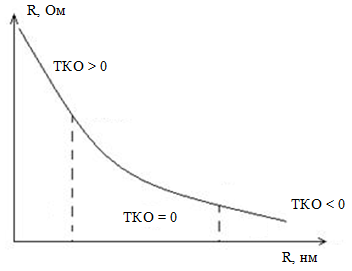 R, Ом
ТКО > 0
ТКО < 0
ТКО = 0
R, нм